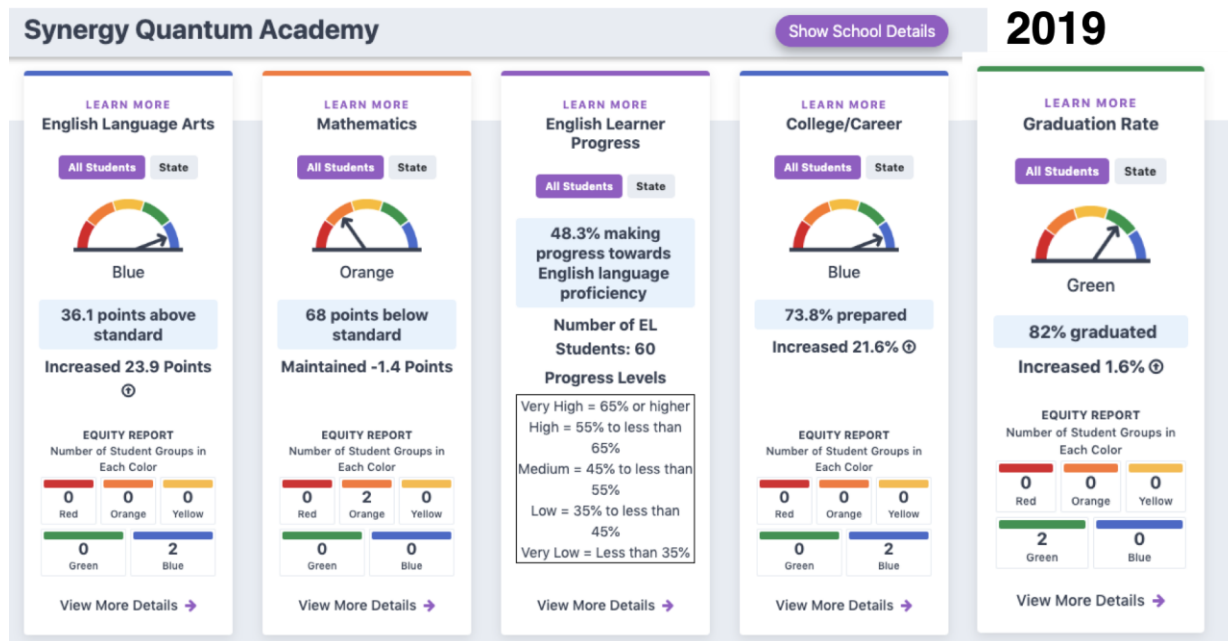 Synergy Quantum Academy
Show School Details
2019
LEARN MORE
English Language Arts
All Students
State
Blue
36.1 points above
standard
Increased 23.9 Points
EQUITY REPORT
Number of Student Groups in
Each Color
0
Red
0
Orange
0
Yellow
0
Green
2
Blue
View More Details
LEARN MORE
Mathematics
All Students
State
Orange
68 points below
standard
Maintained -1.4 Points
EQUITY REPORT
Number of Student Groups in
Each Color
0
Red
2
Orange
0
Yellow
0
Green
0
Blue
View More Details
LEARN MORE
English Learner
Progress
All Students
State
48.3% making
progress towards
English language
proficiency
Number of EL
Students: 60
Progress Levels
Very High = 65% or higher
High = 55% to less than
65%
Medium = 45% to less than
55%
Low = 35% to less than
45%
Very Low = Less than 35%
View More Details
LEARN MORE
College/Career
All Students
State
Blue
73.8% prepared
Increased 21.6%
EQUITY REPORT
Number of Student Groups in
Each Color
0
Red
0
Orange
0
Yellow
0
Green
2
Blue
View More Details
LEARN MORE
Graduation Rate
All Students
State
Green
82% graduated
Increased 1.6%
EQUITY REPORT
Number of Student Groups in
Each Color
0
Red
0
Orange
0
Yellow
2
Green
0
Blue
View More Details